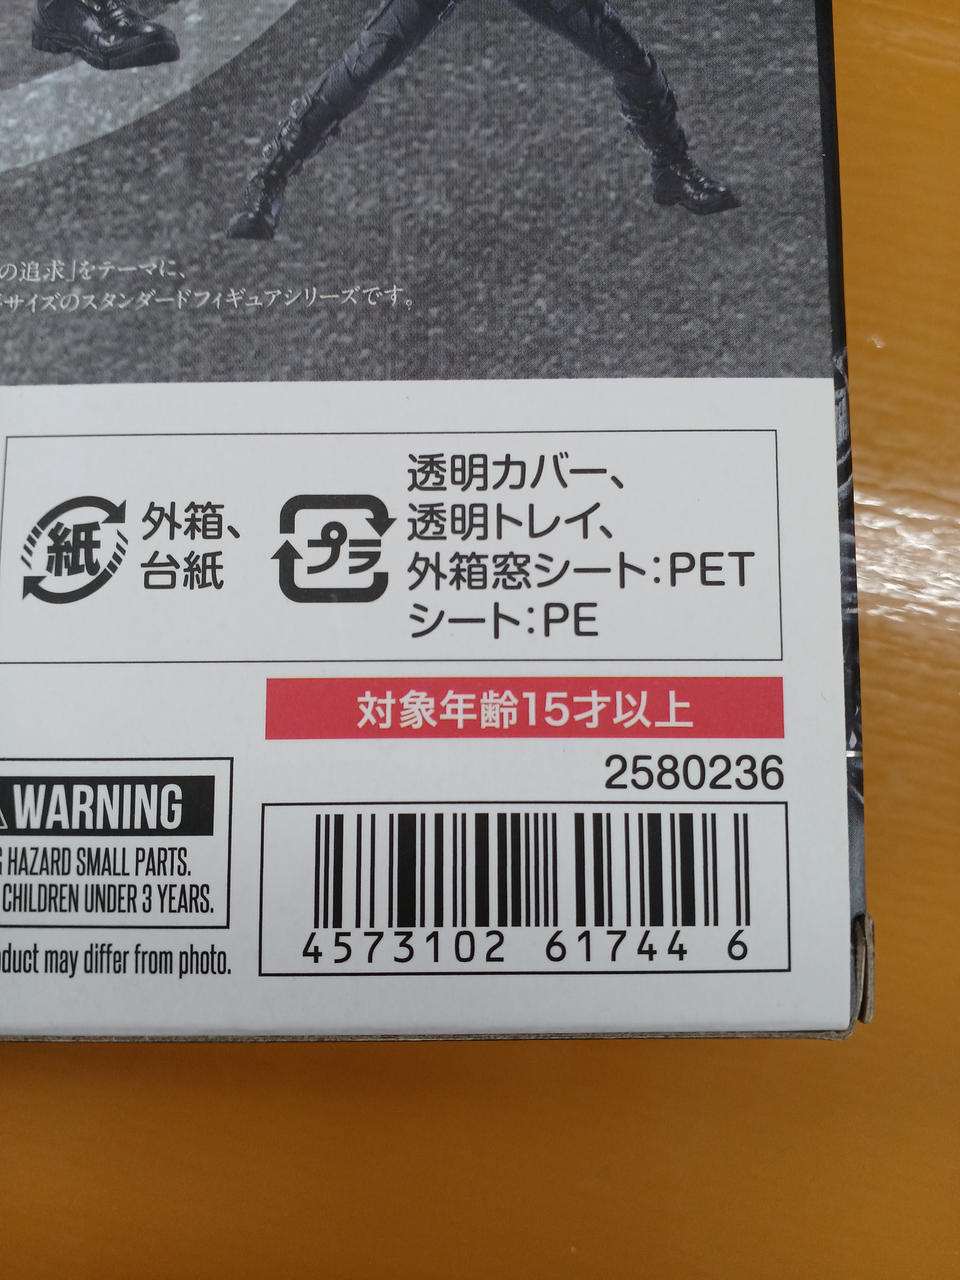 の追求」をテーマに、
サイズのスタンダードフィギュアシリーズです。
紙
外箱、
台紙
プラ
透明カバー、
透明トレイ、
外箱窓シート:PET
シート:PE
対象年齢15才以上
2580236
WARNING
HAZARD SMALL PARTS.
CHILDREN UNDER 3 YEARS.
may differ from photo.
4573102 61744 6